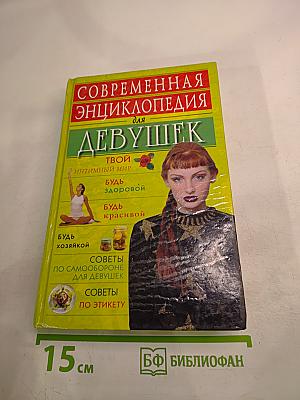 СОВРЕМЕННАЯ
ЭНЦИКЛОПЕДИЯ
для
ДЕВУШЕК
ТВОЙ
ИНТИМНЫЙ МИР
БУДЬ
здоровой
БУДЬ
красивой
БУДЬ
хозяйкой
СОВЕТЫ
ПО САМООБОРОНЕ
ДЛЯ ДЕВУШЕК
СОВЕТЫ
ПО ЭТИКЕТУ
15 см
БФ БИБЛИОФАН